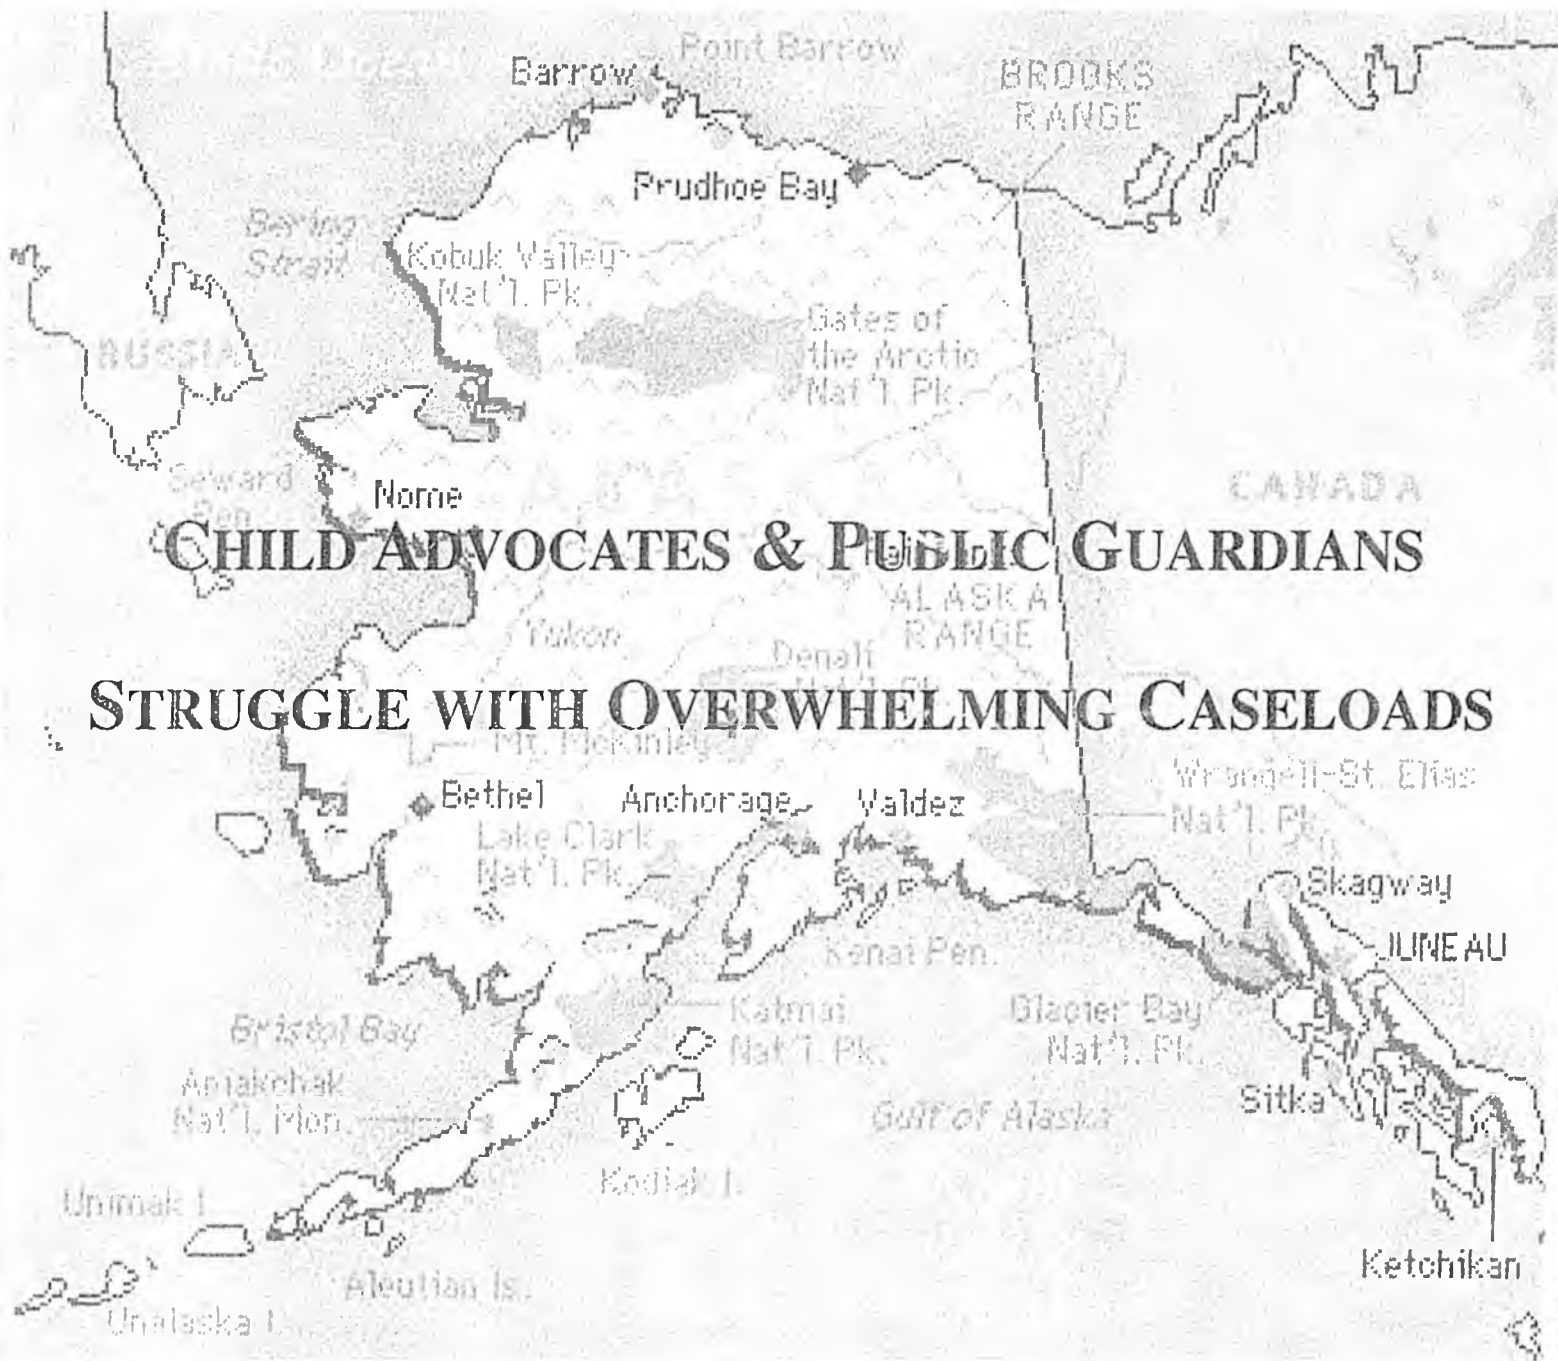 Point Barrow
Barrow
BROOKS
RANGE
Prudhoe Bay
Bering
Strait
Kobuk Valley
Nat'l. Pk.
Gates of
the Arctic
Nat'l. Pk.
RUSSIA
Seward
Pen.
Nome
CANADA
CHILD ADVOCATES & PUBLIC GUARDIANS
ALASKA
RANGE
Yukon
Denali
STRUGGLE WITH OVERWHELMING CASELOADS
Mt. McKinley
Wrangell-St. Elias
Nat'l. Pk.
Bethel
Anchorage
Valdez
Lake Clark
Nat'l. Pk.
Skagway
JUNEAU
Kenai Pen.
Katmai
Nat'l. Pk.
Glacier Bay
Nat'l. Pk.
Bristol Bay
Aniakchak
Nat'l. Mon.
Sitka
Gulf of Alaska
Kodiak I.
Unimak I.
Ketchikan
Aleutian Is.
Unalaska I.